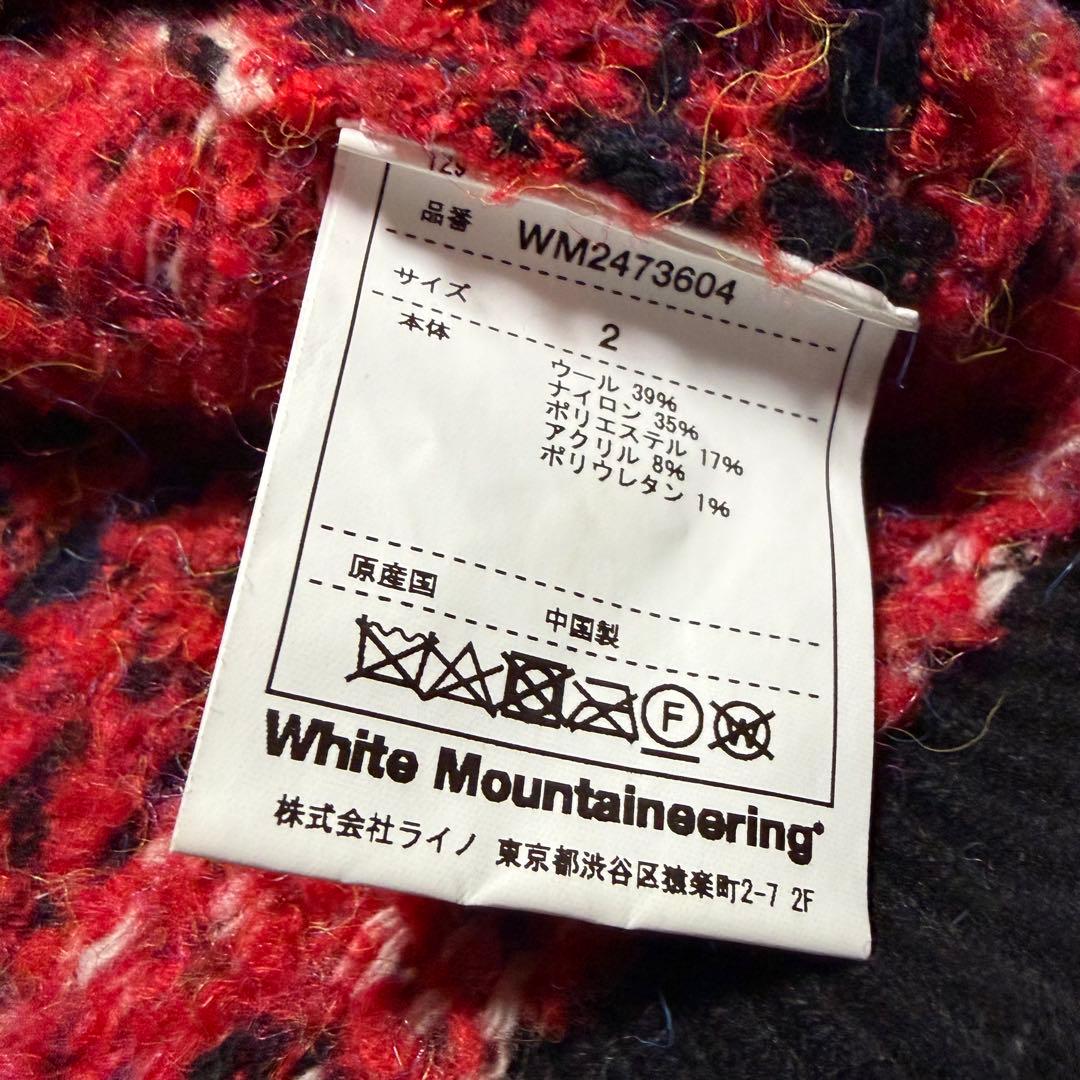 品番 WM2473604
サイズ 2
本体
ウール 39%
ナイロン 35%
ポリエステル 17%
アクリル 8%
ポリウレタン 1%
原産国
中国製
F W
White Mountaineering
株式会社ライノ 東京都渋谷区猿楽町2-7 2F